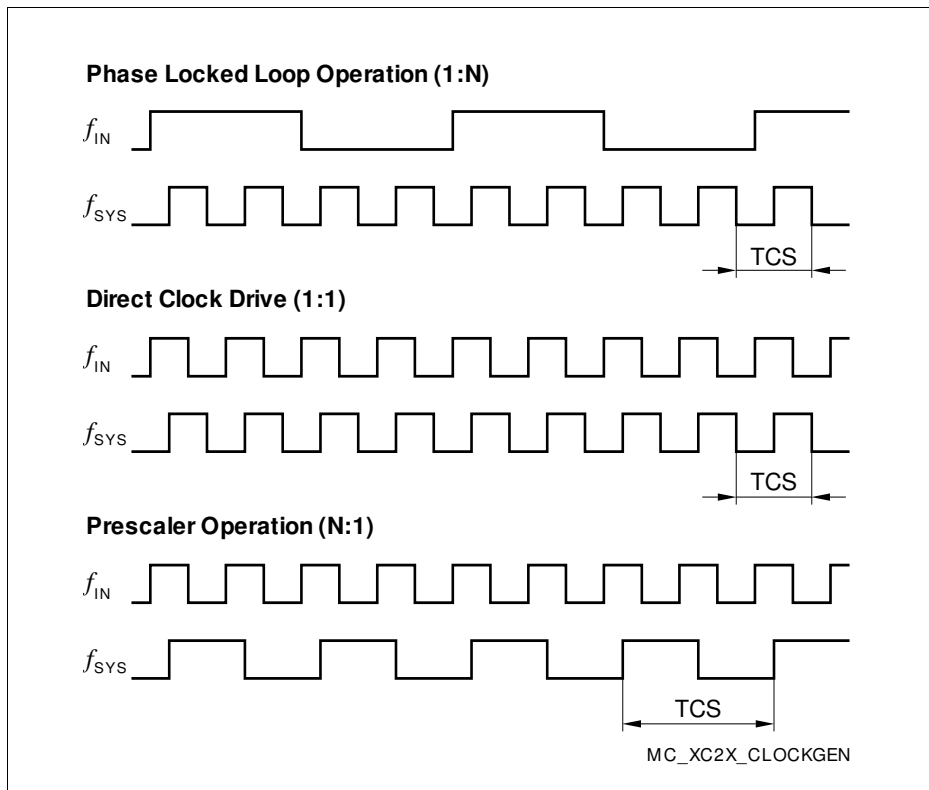 Phase Locked Loop Operation (1:N)
fIN
fSYS
TCS
Direct Clock Drive (1:1)
fIN
fSYS
TCS
Prescaler Operation (N:1)
fIN
fSYS
TCS
MC_XC2X_CLOCKGEN